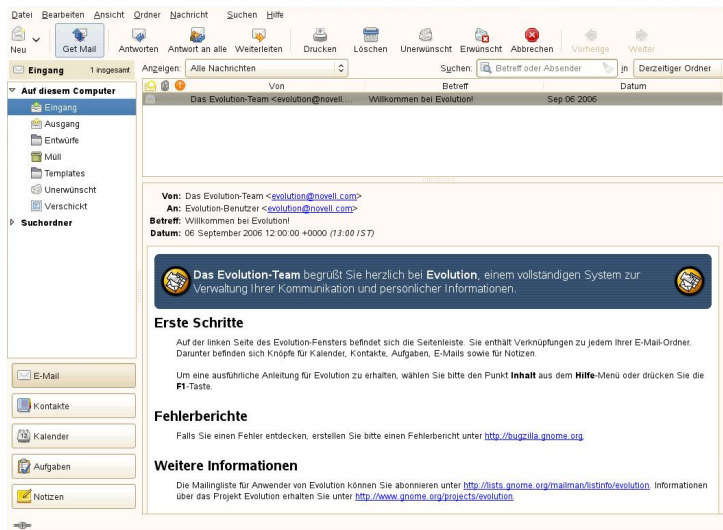 Datei Bearbeiten Ansicht Ordner Nachricht Suchen Hilfe
Neu Get Mail Antworten Antwort an alle Weiterleiten Drucken Löschen Unerwünscht Erwünscht Abbrechen Vorherige Weiter
Eingang 1 insgesamt
Anzeigen: Alle Nachrichten Suchen: Betreff oder Absender in Derzeitiger Ordner
Von Betreff Datum
Das Evolution-Team <evolution@novell.... Willkommen bei Evolution! Sep 06 2006
Auf diesem Computer
Eingang
Ausgang
Entwürfe
Müll
Templates
Unerwünscht
Verschickt
Suchordner
E-Mail
Kontakte
Kalender
Aufgaben
Notizen
Von: Das Evolution-Team <evolution@novell.com>
An: Evolution-Benutzer <evolution@novell.com>
Betreff: Willkommen bei Evolution!
Datum: 06 September 2006 12:00:00 +0000 (13:00 IST)
Das Evolution-Team begrüßt Sie herzlich bei Evolution, einem vollständigen System zur
Verwaltung Ihrer Kommunikation und persönlicher Informationen.
Erste Schritte
Auf der linken Seite des Evolution-Fensters befindet sich die Seitenleiste. Sie enthält Verknüpfungen zu jedem Ihrer E-Mail-Ordner.
Darunter befinden sich Knöpfe für Kalender, Kontakte, Aufgaben, E-Mails sowie für Notizen.
Um eine ausführliche Anleitung für Evolution zu erhalten, wählen Sie bitte den Punkt Inhalt aus dem Hilfe-Menü oder drücken Sie die
F1-Taste.
Fehlerberichte
Falls Sie einen Fehler entdecken, erstellen Sie bitte einen Fehlerbericht unter http://bugzilla.gnome.org.
Weitere Informationen
Die Mailingliste für Anwender von Evolution können Sie abonnieren unter http://lists.gnome.org/mailman/listinfo/evolution. Informationen
über das Projekt Evolution erhalten Sie unter http://www.gnome.org/projects/evolution.